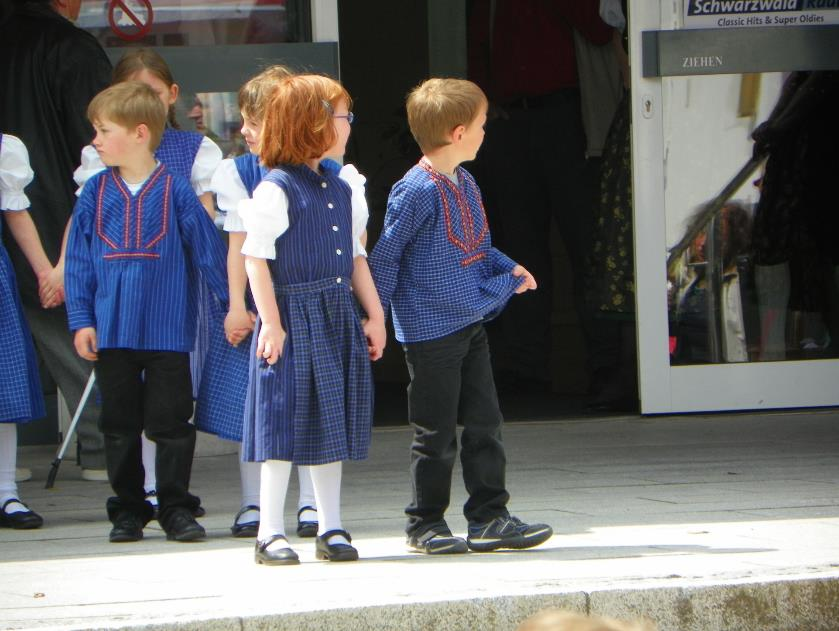 Schwarzwald
Classic Hits & Super Oldies
ZIEHEN